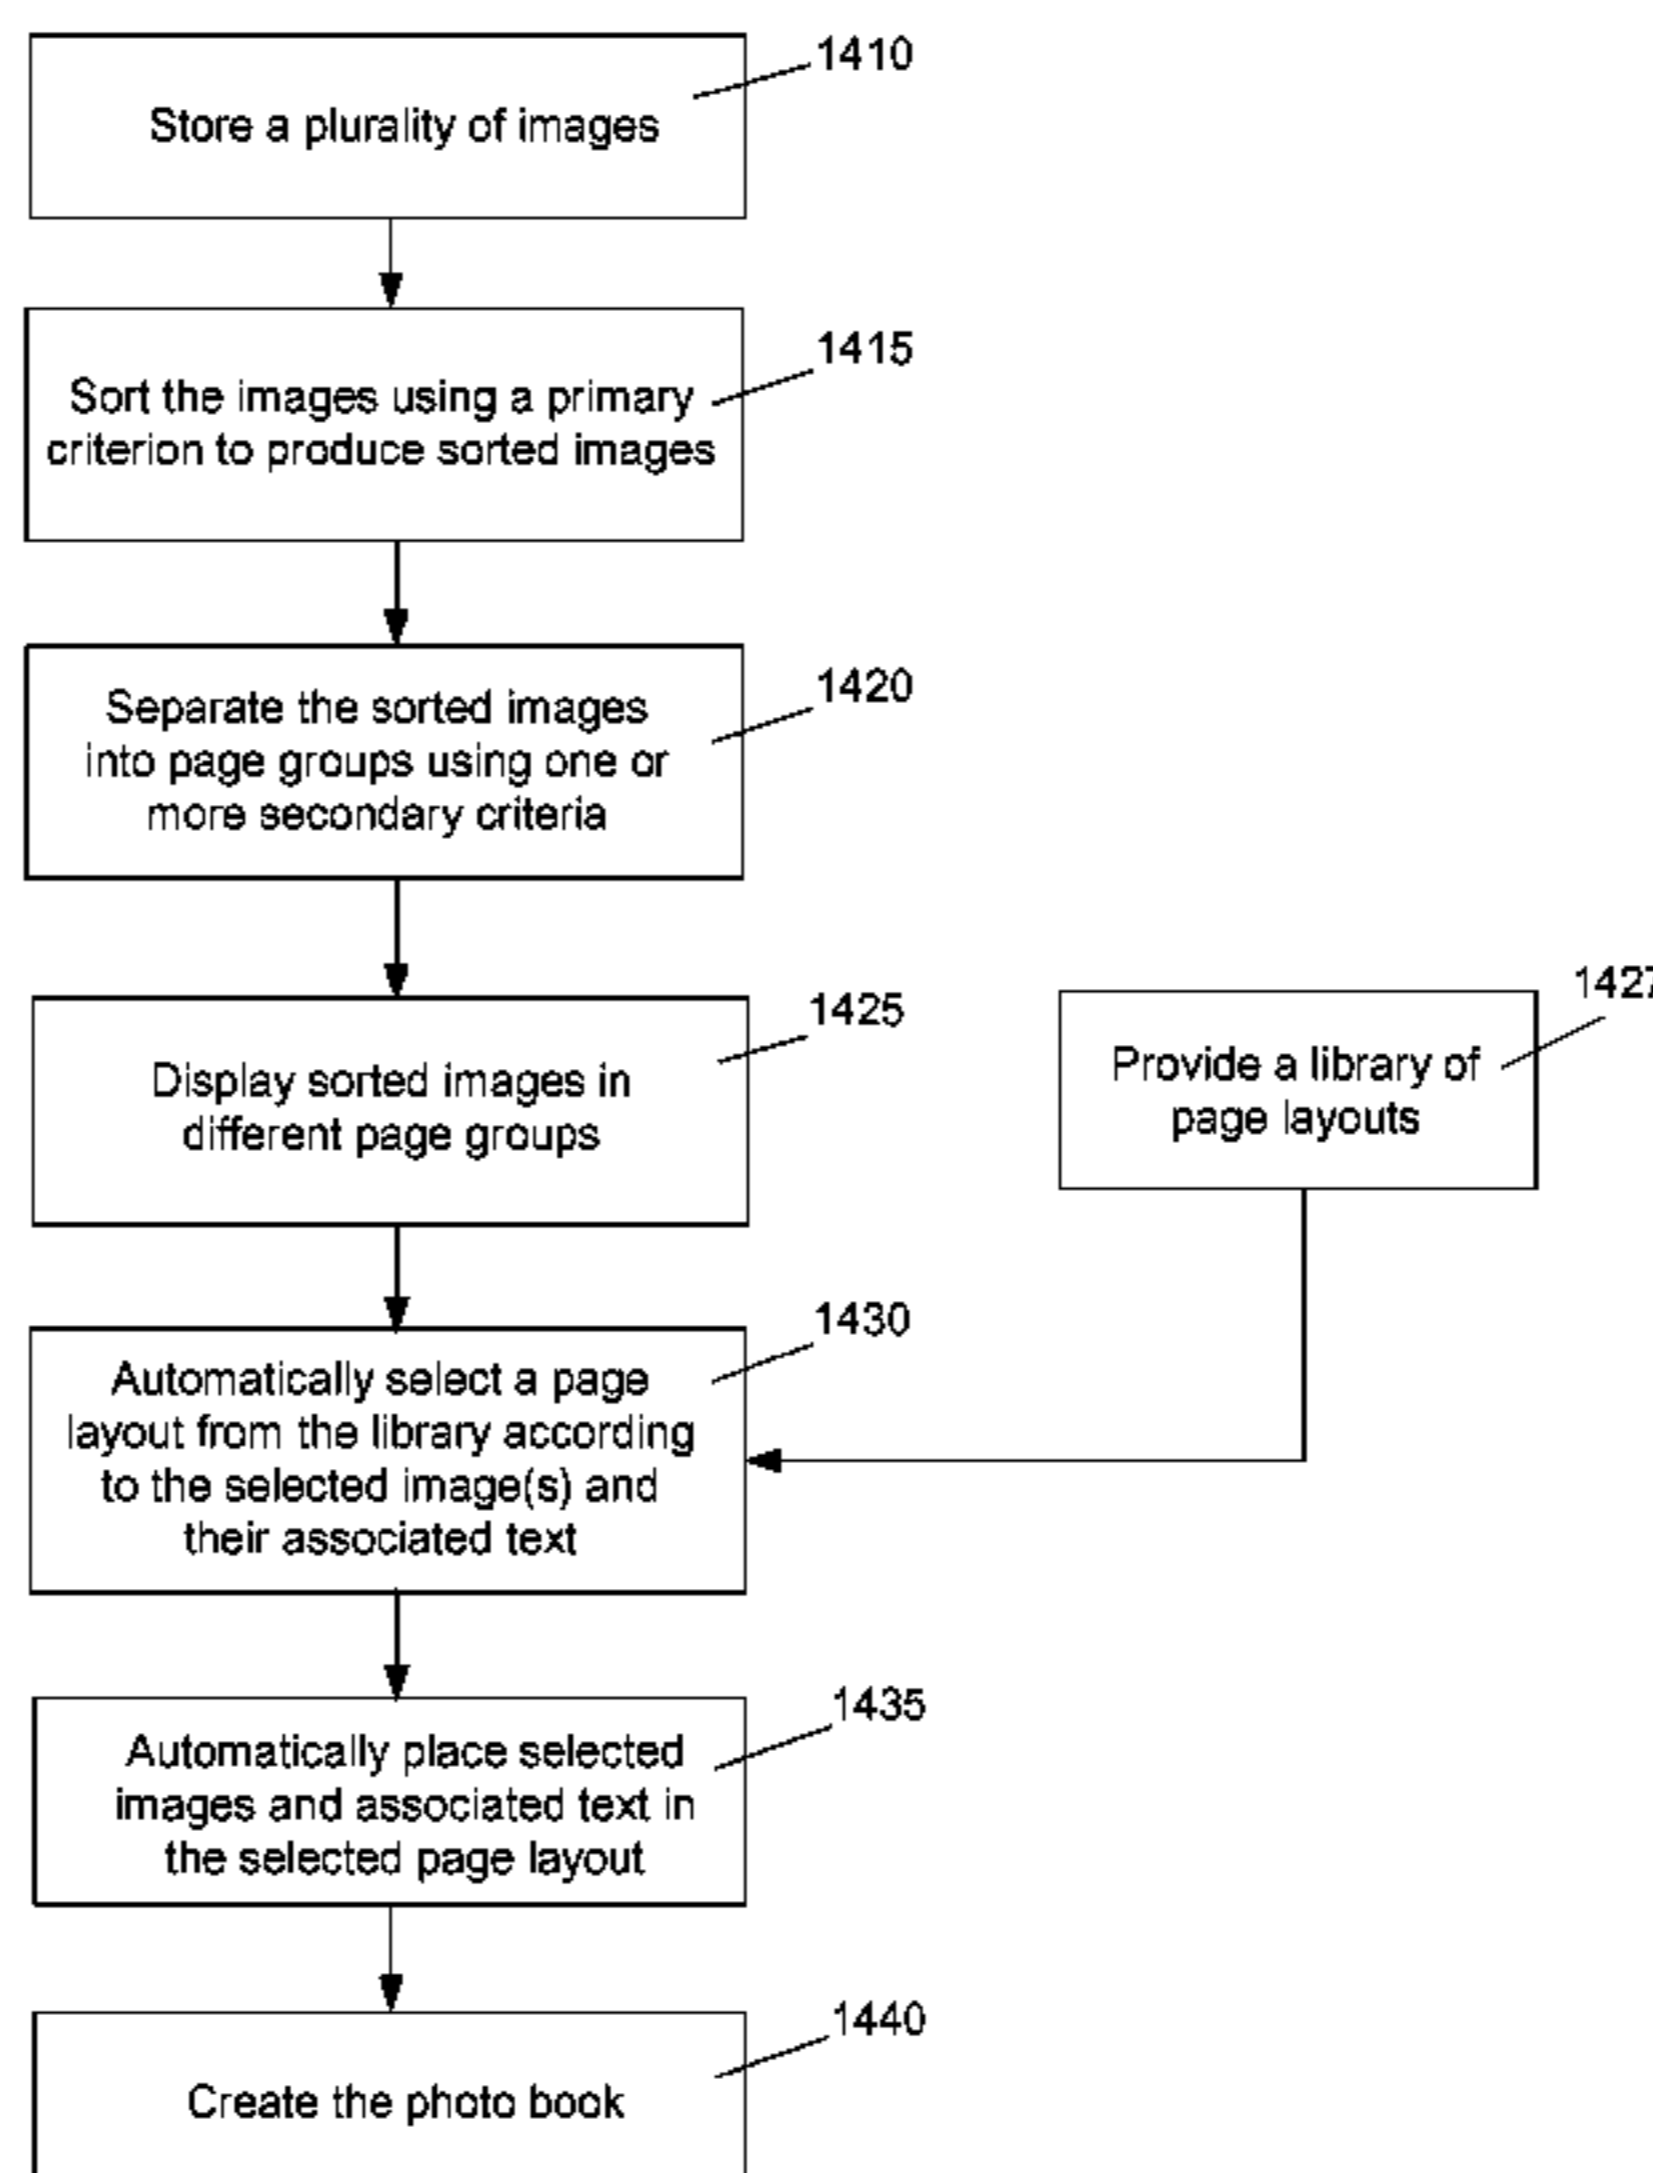 1410
Store a plurality of images
1415
Sort the images using a primary
criterion to produce sorted images
1420
Separate the sorted images
into page groups using one or
more secondary criteria
1425
Display sorted images in
different page groups
1427
Provide a library of
page layouts
1430
Automatically select a page
layout from the library according
to the selected image(s) and
their associated text
1435
Automatically place selected
images and associated text in
the selected page layout
1440
Create the photo book